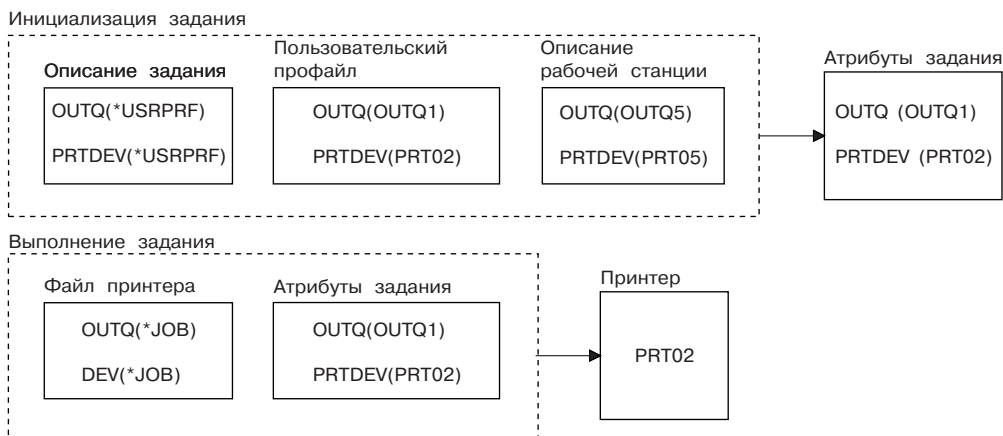 Инициализация задания
Описание задания
OUTQ(*USRPRF)
PRTDEV(*USRPRF)
Пользовательский
профайл
OUTQ(OUTQ1)
PRTDEV(PRT02)
Описание
рабочей станции
OUTQ(OUTQ5)
PRTDEV(PRT05)
Атрибуты задания
OUTQ (OUTQ1)
PRTDEV (PRT02)
Выполнение задания
Файл принтера
OUTQ(*JOB)
DEV(*JOB)
Атрибуты задания
OUTQ(OUTQ1)
PRTDEV(PRT02)
Принтер
PRT02